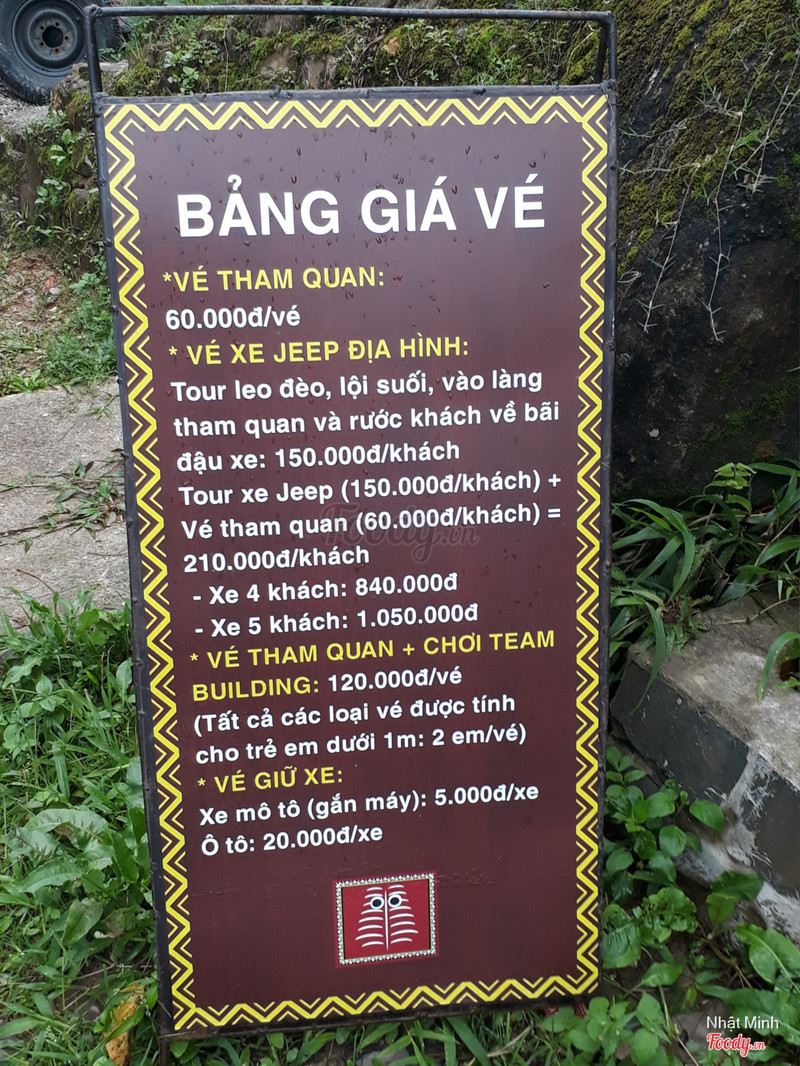 BẢNG GIÁ VÉ
*VÉ THAM QUAN:
60.000đ/vé
* VÉ XE JEEP ĐỊA HÌNH:
Tour leo đèo, lội suối, vào làng
tham quan và rước khách về bãi
đậu xe: 150.000đ/khách
Tour xe Jeep (150.000đ/khách) +
Vé tham quan (60.000đ/khách) =
210.000đ/khách
- Xe 4 khách: 840.000đ
- Xe 5 khách: 1.050.000đ
* VÉ THAM QUAN + CHƠI TEAM
BUILDING: 120.000đ/vé
(Tất cả các loại vé được tính
cho trẻ em dưới 1m: 2 em/vé)
* VÉ GIỮ XE:
Xe mô tô (gắn máy): 5.000đ/xe
Ô tô: 20.000đ/xe
Foody.vn
Nhật Minh
Foody.vn